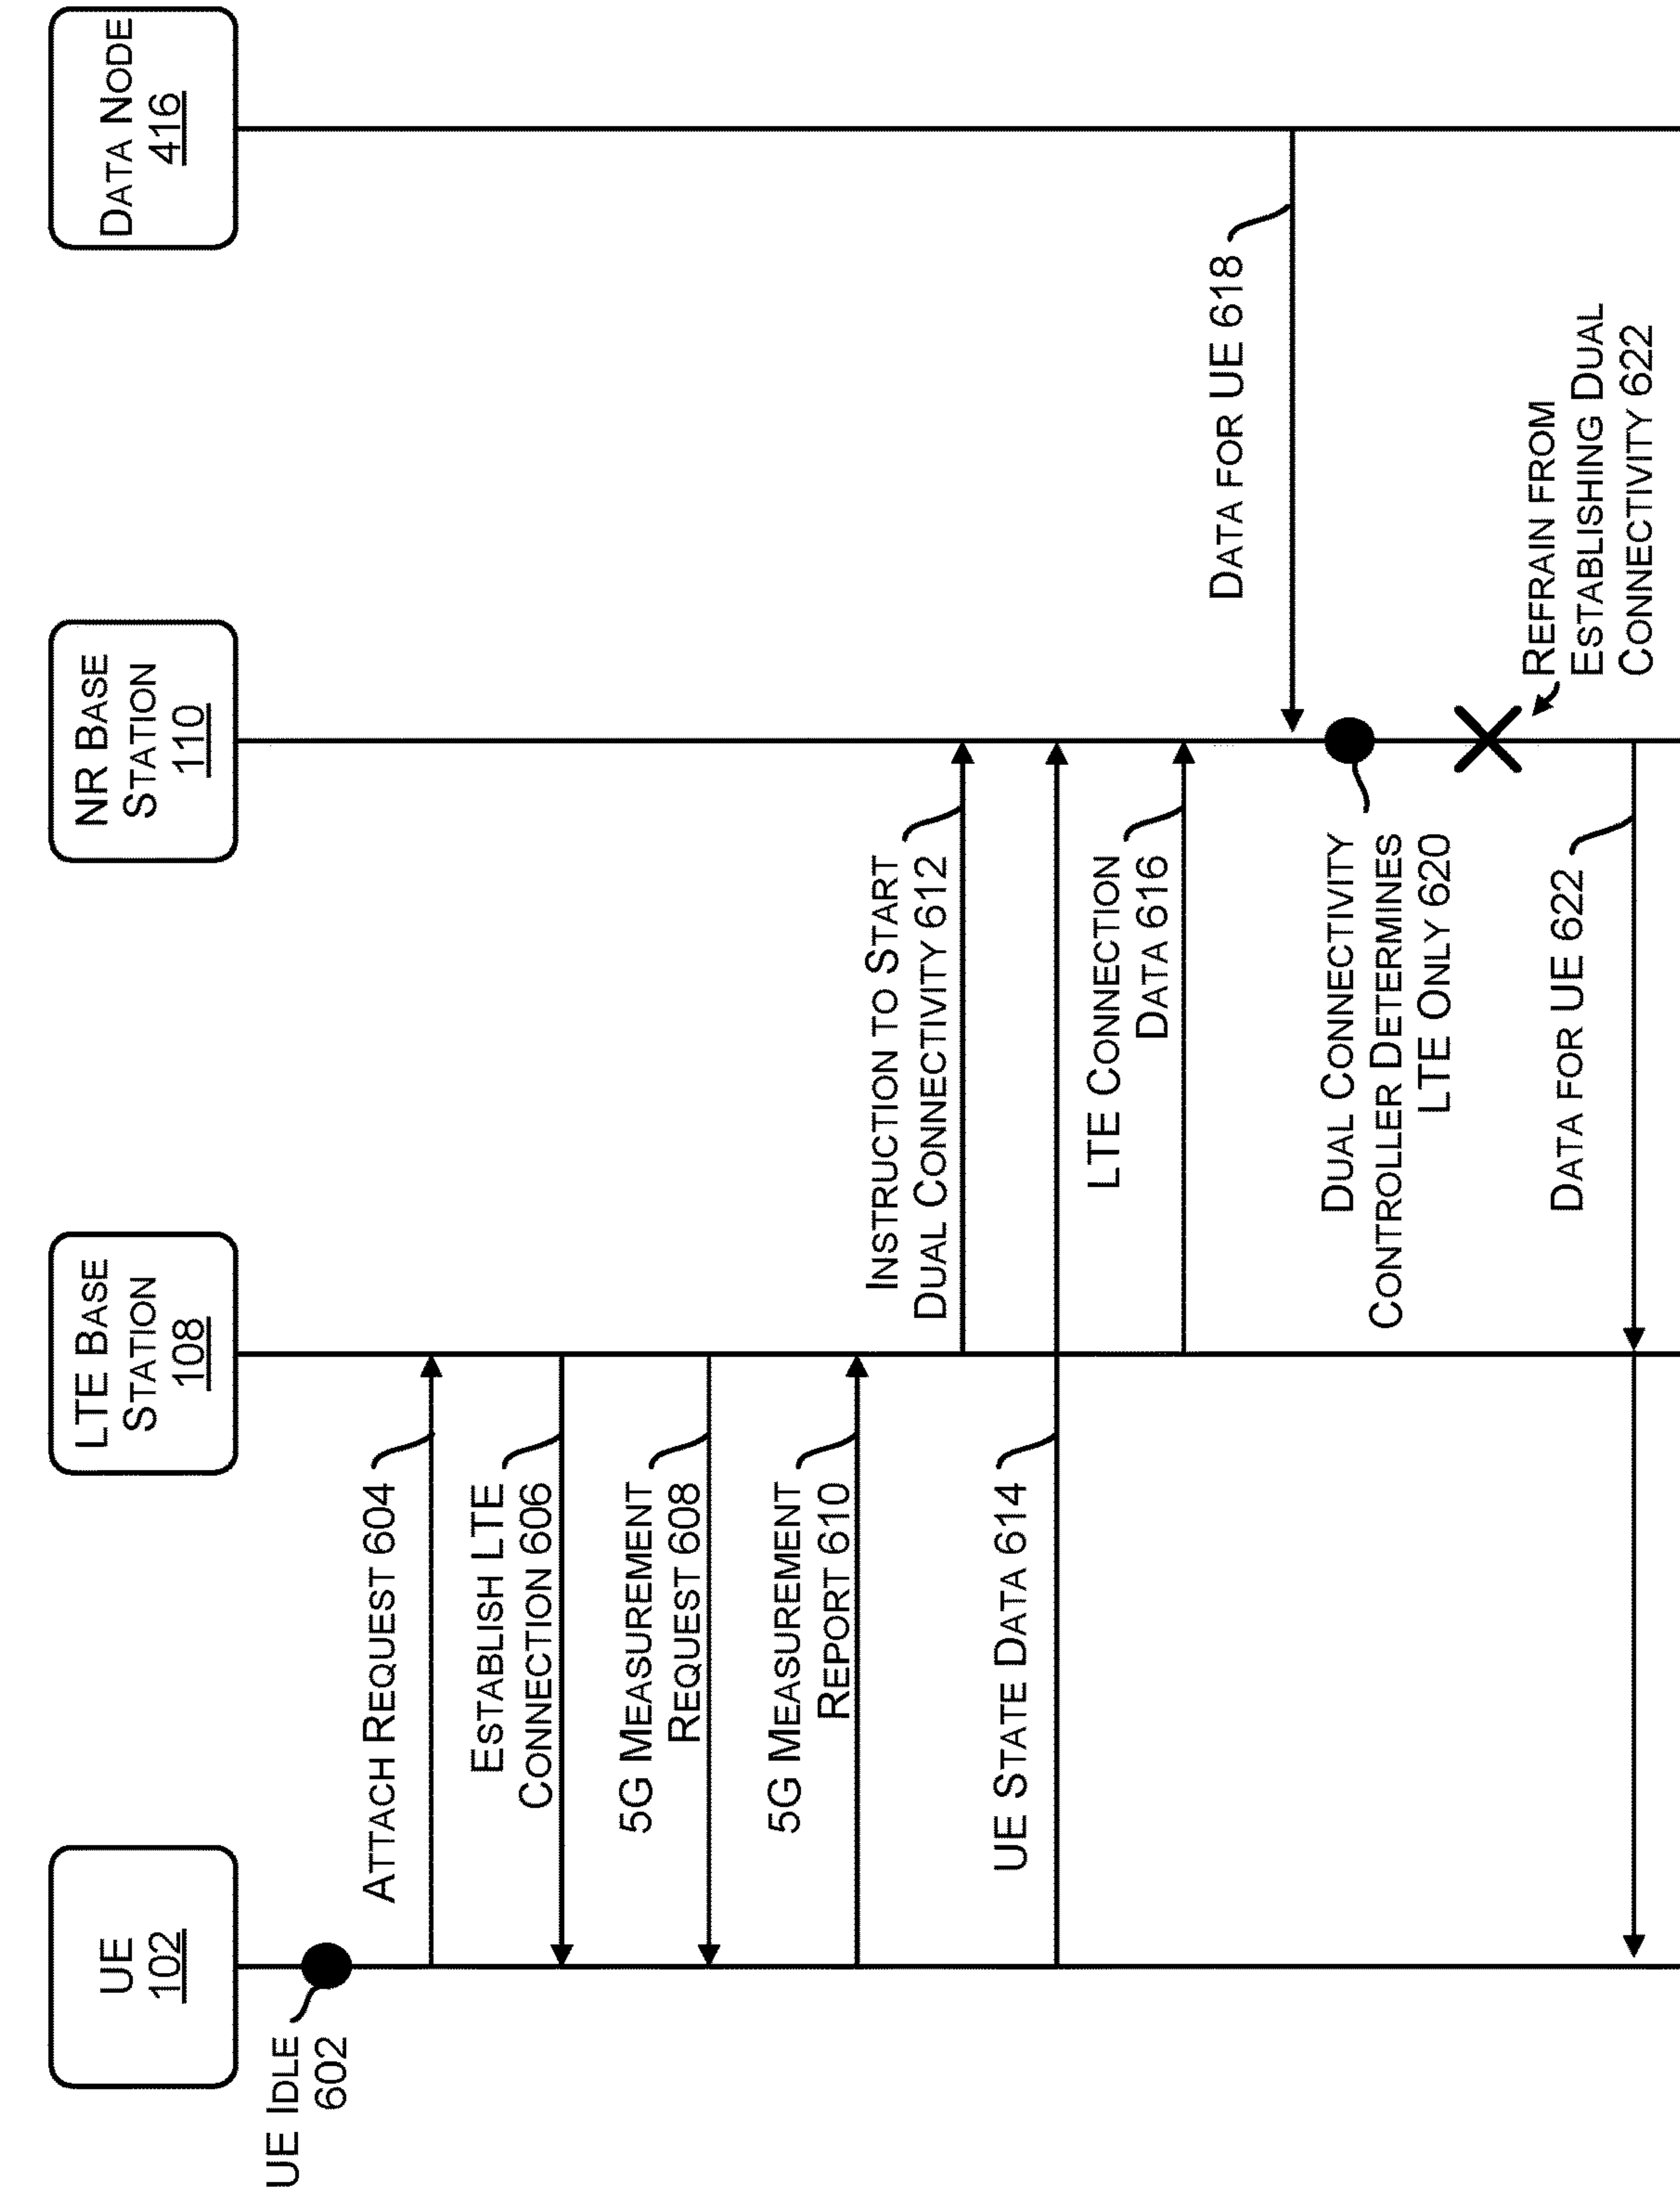 UE
102
LTE BASE
STATION
108
NR BASE
STATION
110
DATA NODE
416
UE IDLE
602
ATTACH REQUEST 604
ESTABLISH LTE
CONNECTION 606
5G MEASUREMENT
REQUEST 608
5G MEASUREMENT
REPORT 610
INSTRUCTION TO START
DUAL CONNECTIVITY 612
UE STATE DATA 614
LTE CONNECTION
DATA 616
DATA FOR UE 618
DUAL CONNECTIVITY
CONTROLLER DETERMINES
LTE ONLY 620
REFRAIN FROM
ESTABLISHING DUAL
CONNECTIVITY 622
DATA FOR UE 622